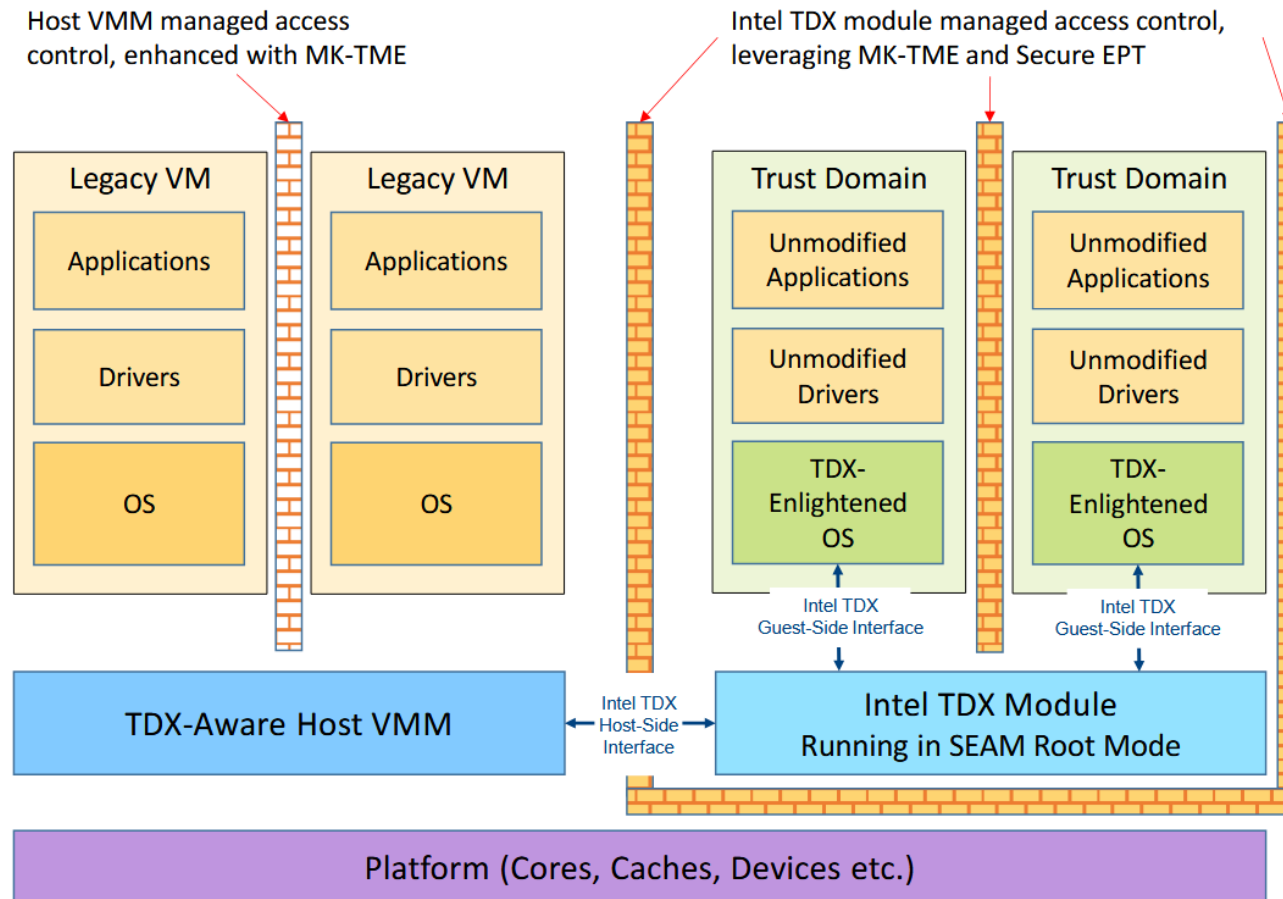 Host VMM managed access
control, enhanced with MK-TME
Intel TDX module managed access control,
leveraging MK-TME and Secure EPT
Legacy VM
Applications
Drivers
OS
Legacy VM
Applications
Drivers
OS
Trust Domain
Unmodified
Applications
Unmodified
Drivers
TDX-
Enlightened
OS
Trust Domain
Unmodified
Applications
Unmodified
Drivers
TDX-
Enlightened
OS
Intel TDX
Guest-Side Interface
Intel TDX
Guest-Side Interface
TDX-Aware Host VMM
Intel TDX
Host-Side
Interface
Intel TDX Module
Running in SEAM Root Mode
Platform (Cores, Caches, Devices etc.)